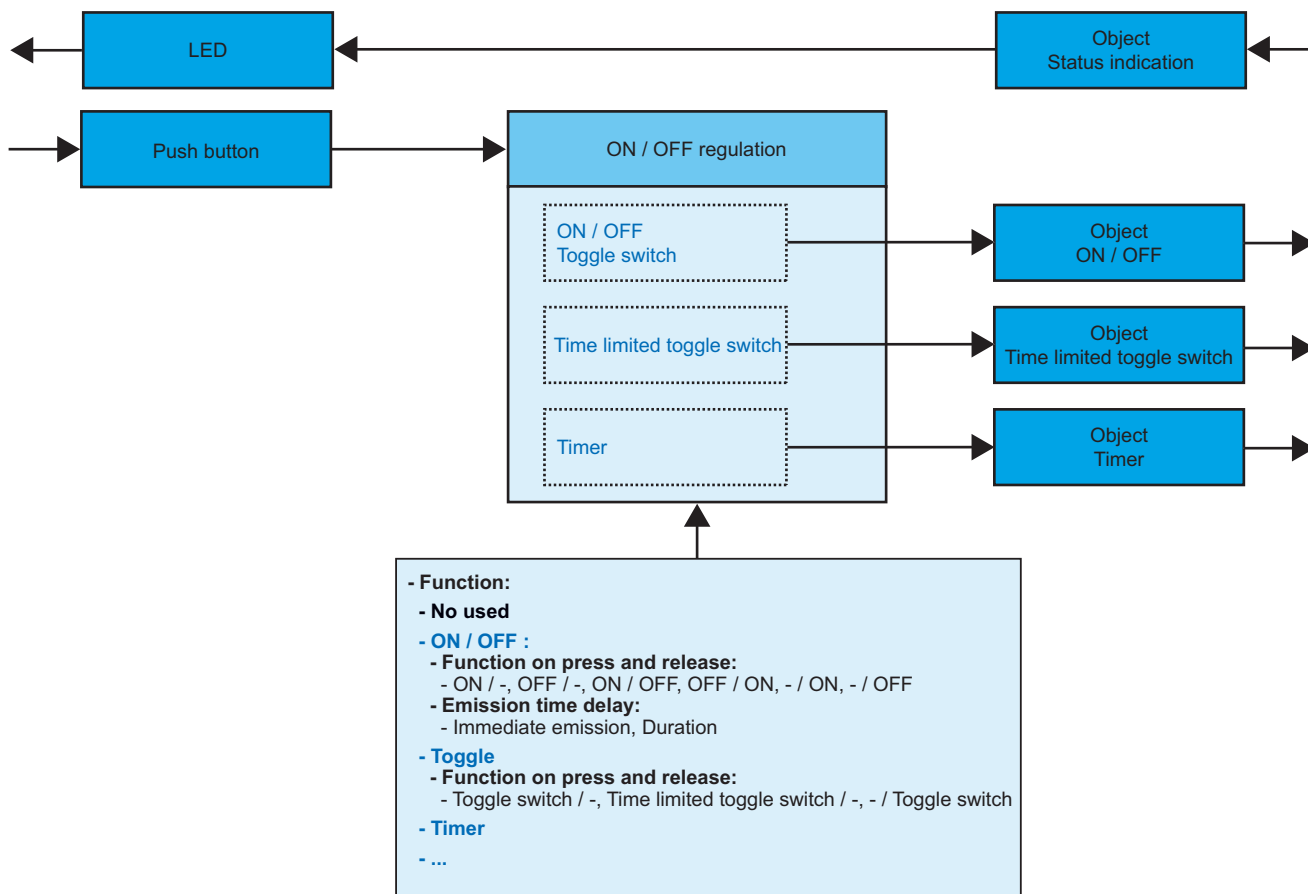 LED
Object
Status indication
Push button
ON / OFF regulation
ON / OFF
Toggle switch
Object
ON / OFF
Time limited toggle switch
Object
Time limited toggle switch
Timer
Object
Timer
- Function:
- No used
- ON / OFF :
- Function on press and release:
- ON / -, OFF / -, ON / OFF, OFF / ON, - / ON, - / OFF
- Emission time delay:
- Immediate emission, Duration
- Toggle
- Function on press and release:
- Toggle switch / -, Time limited toggle switch / -, - / Toggle switch
- Timer
- ...